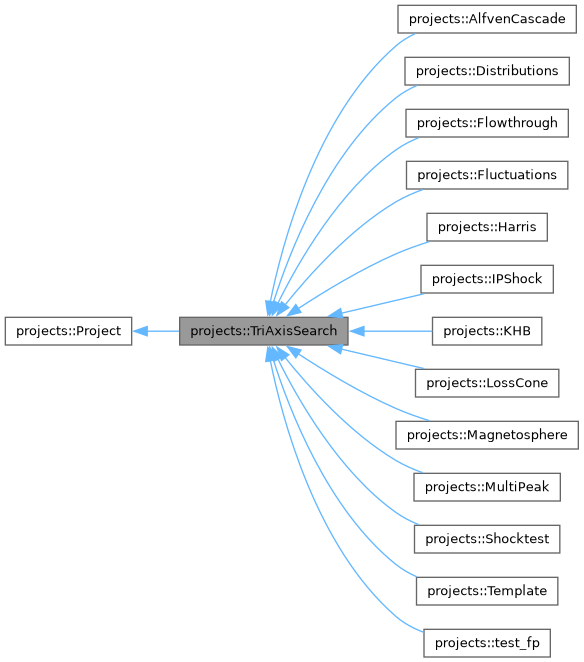 projects::AlfvenCascade
projects::Distributions
projects::Flowthrough
projects::Fluctuations
projects::Harris
projects::IPShock
projects::Project
projects::TriAxisSearch
projects::KHB
projects::LossCone
projects::Magnetosphere
projects::MultiPeak
projects::Shocktest
projects::Template
projects::test_fp